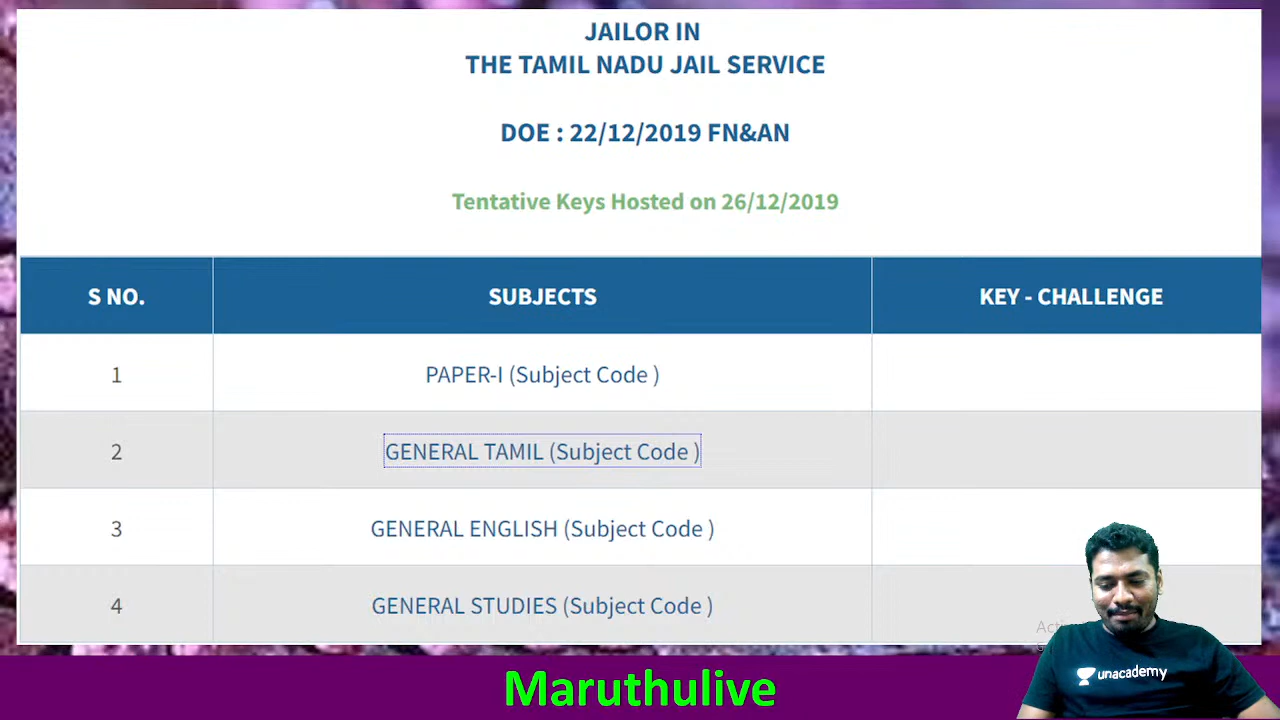 JAILOR IN
THE TAMIL NADU JAIL SERVICE
DOE : 22/12/2019 FN&AN
Tentative Keys Hosted on 26/12/2019
S NO. SUBJECTS KEY - CHALLENGE
1 PAPER-I (Subject Code )
2 GENERAL TAMIL (Subject Code )
3 GENERAL ENGLISH (Subject Code )
4 GENERAL STUDIES (Subject Code )
unacademy
Maruthulive